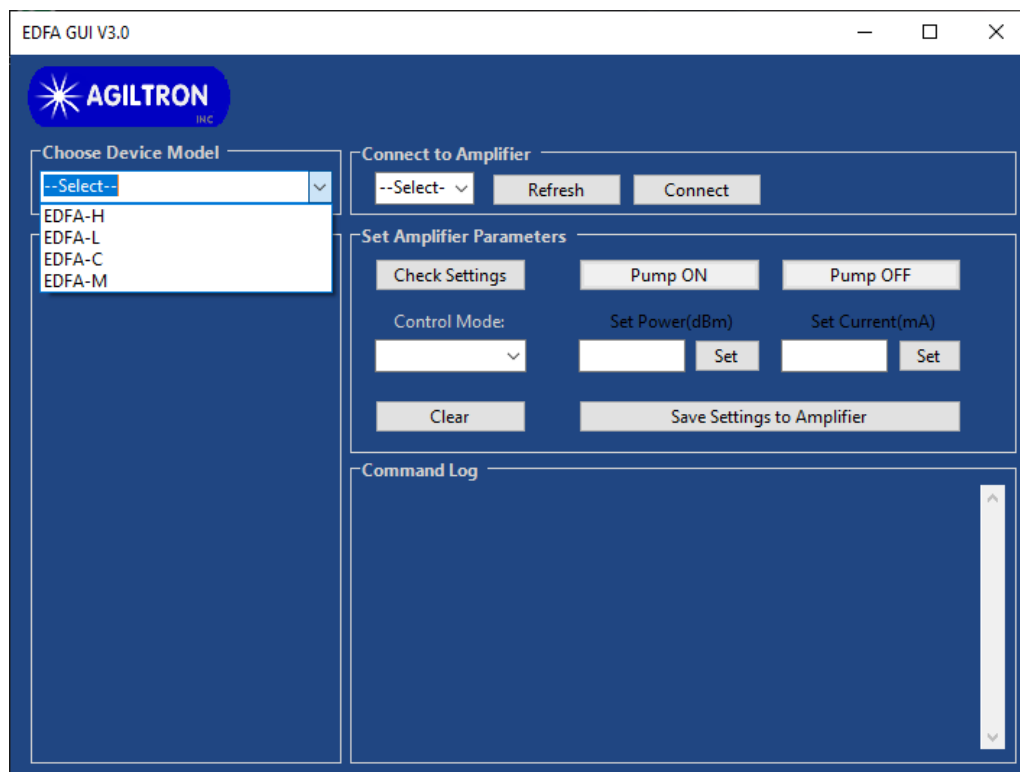 EDFA GUI V3.0
AGILTRON
INC
Choose Device Model
--Select--
EDFA-H
EDFA-L
EDFA-C
EDFA-M
Connect to Amplifier
--Select-
Refresh
Connect
Set Amplifier Parameters
Check Settings
Pump ON
Pump OFF
Control Mode:
Set Power(dBm)
Set Current(mA)
Set
Set
Clear
Save Settings to Amplifier
Command Log